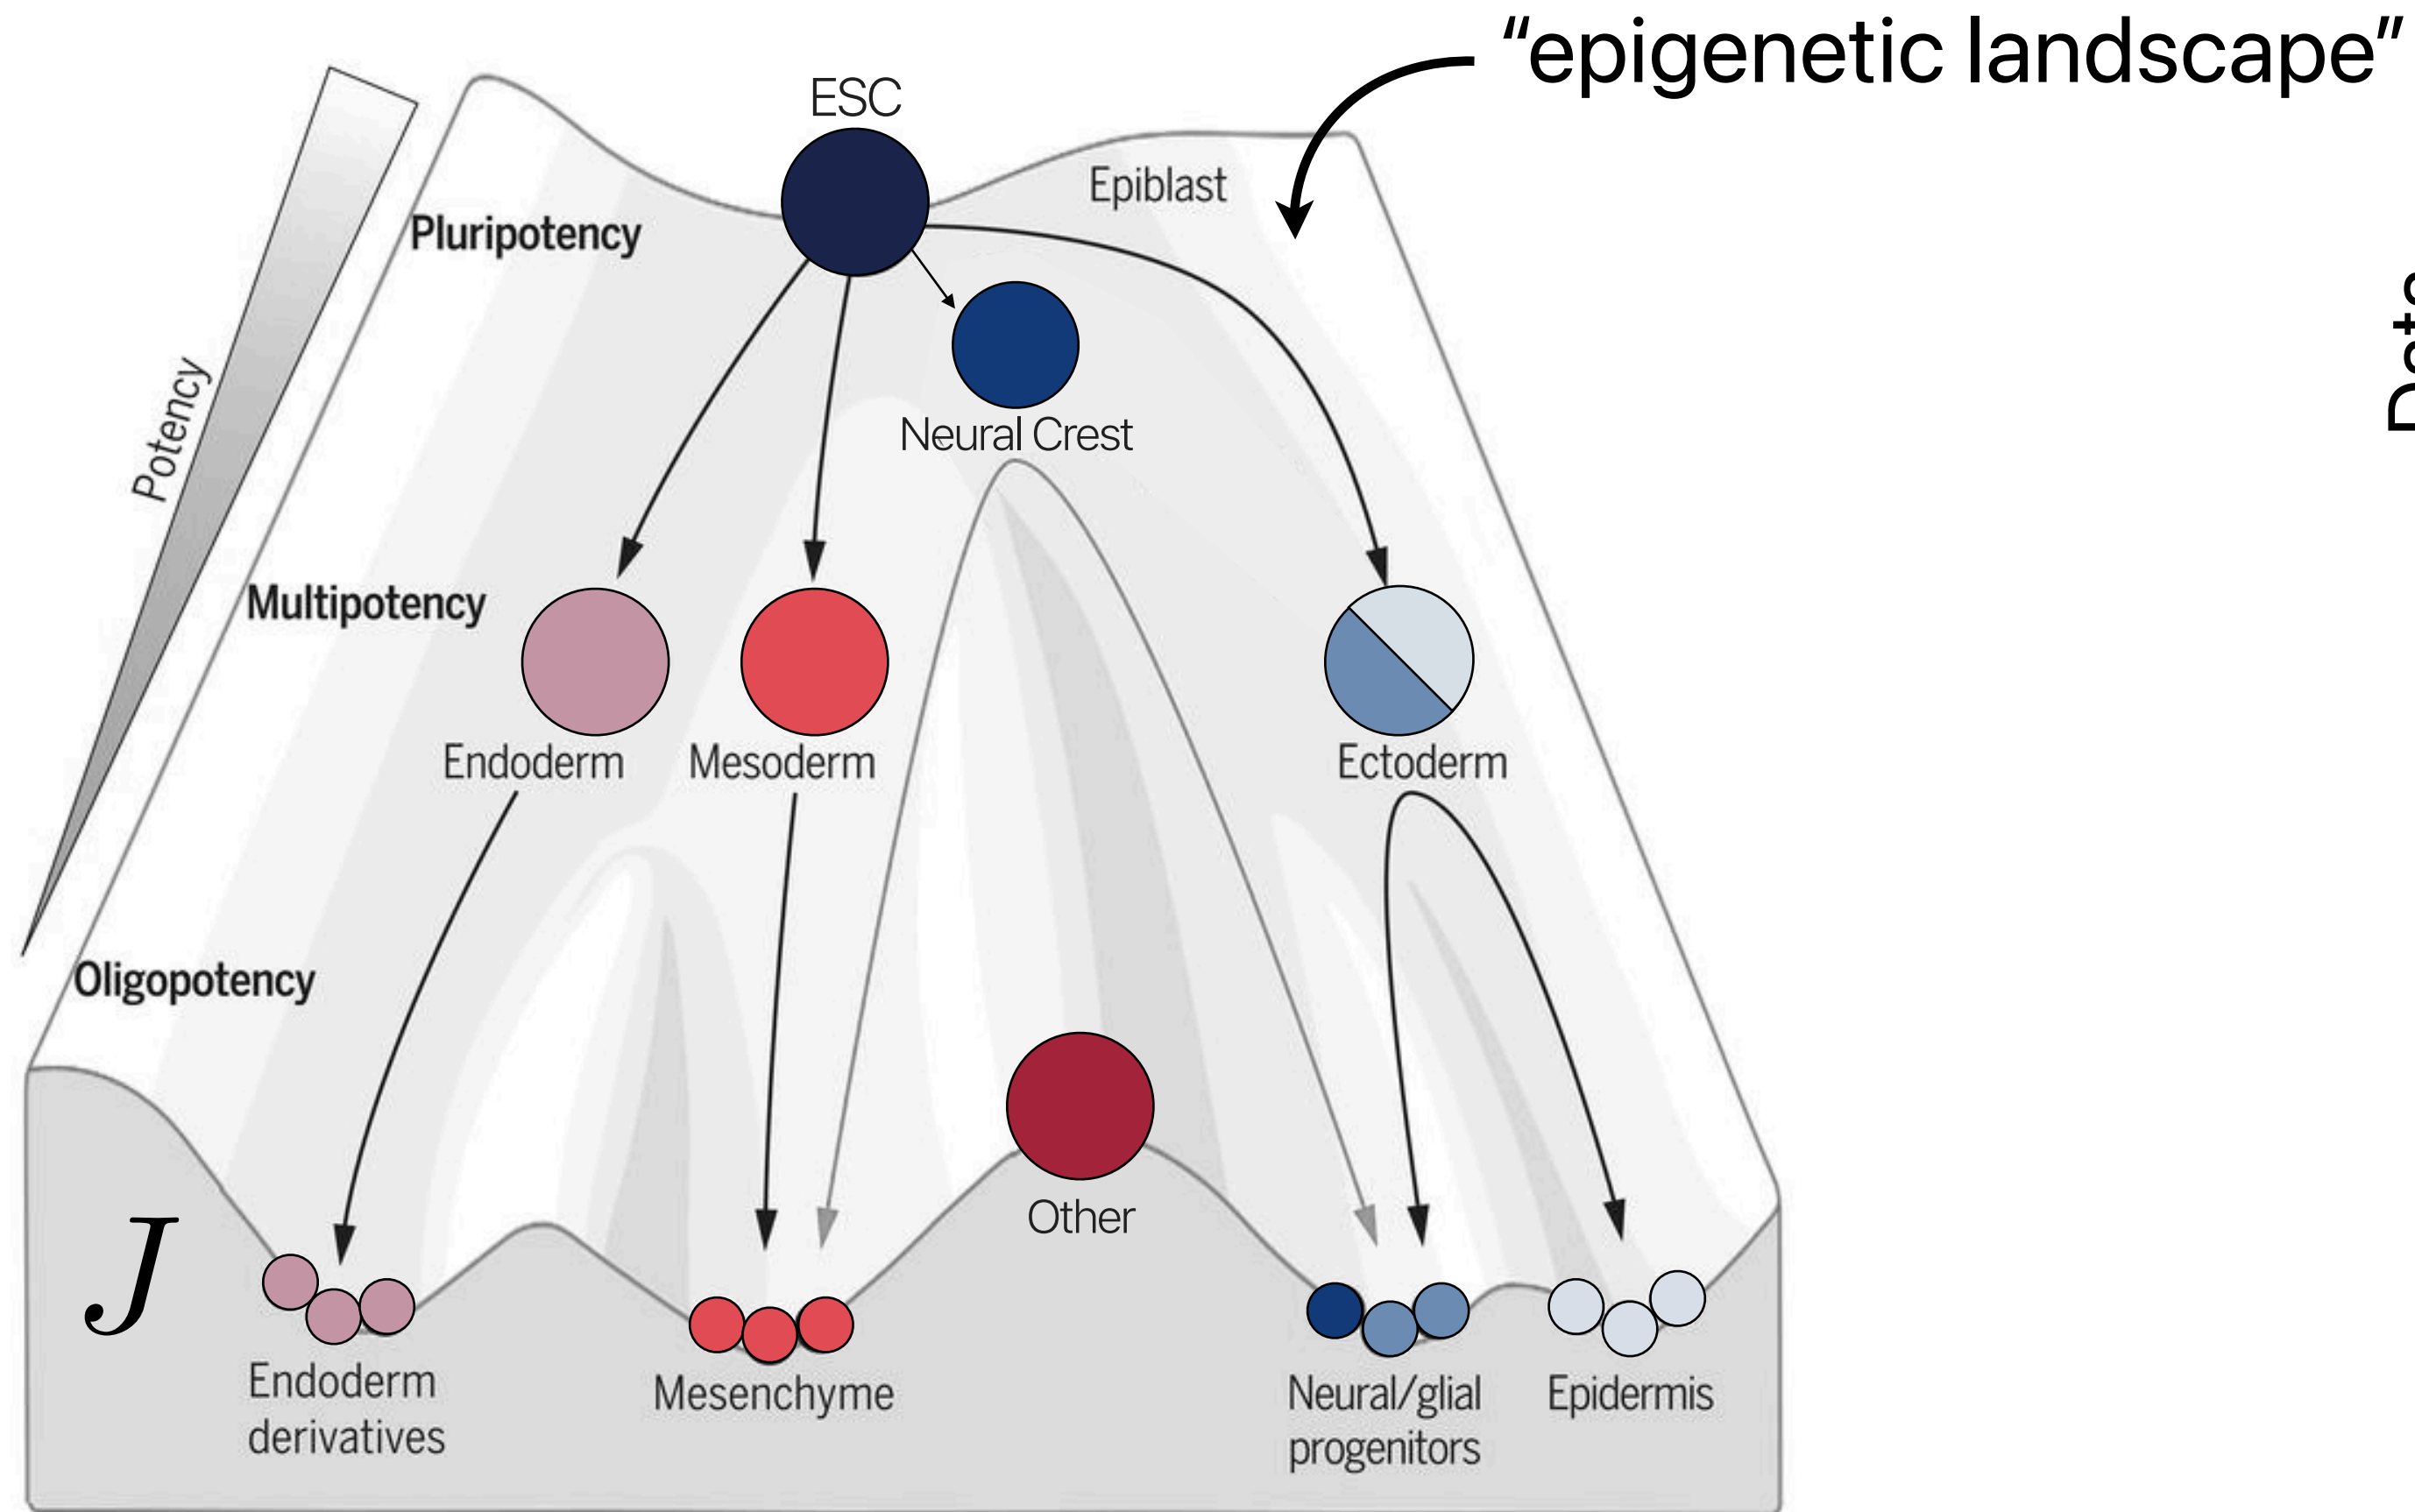 “epigenetic landscape”
ESC
Epiblast
Pluripotency
Neural Crest
Potency
Multipotency
Endoderm
Mesoderm
Ectoderm
Oligopotency
Other
J
Endoderm
derivatives
Mesenchyme
Neural/glial
progenitors
Epidermis